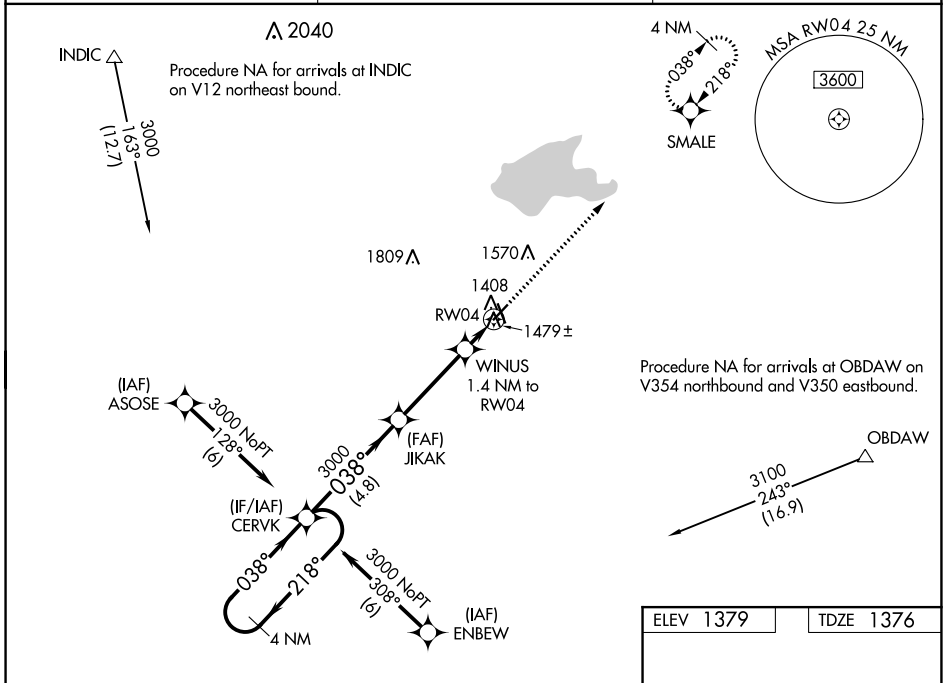 2040
INDIC
Procedure NA for arrivals at INDIC
on V12 northeast bound.
3000
163°
(12.7)
4 NM
038°
218°
SMALE
MSA RW04 25 NM
3600
1809
1570
1408
RW04
1479±
WINUS
1.4 NM to
RW04
Procedure NA for arrivals at OBDAW on
V354 northbound and V350 eastbound.
OBDAW
3100
243°
(16.9)
(IAF)
ASOSE
3000 NoPT
128°
(6)
(FAF)
JIKAK
3000
038°
(4.8)
(IF/IAF)
CERVK
038°
218°
4 NM
3000 NoPT
308°
(6)
(IAF)
ENBEW
ELEV 1379
TDZE 1376